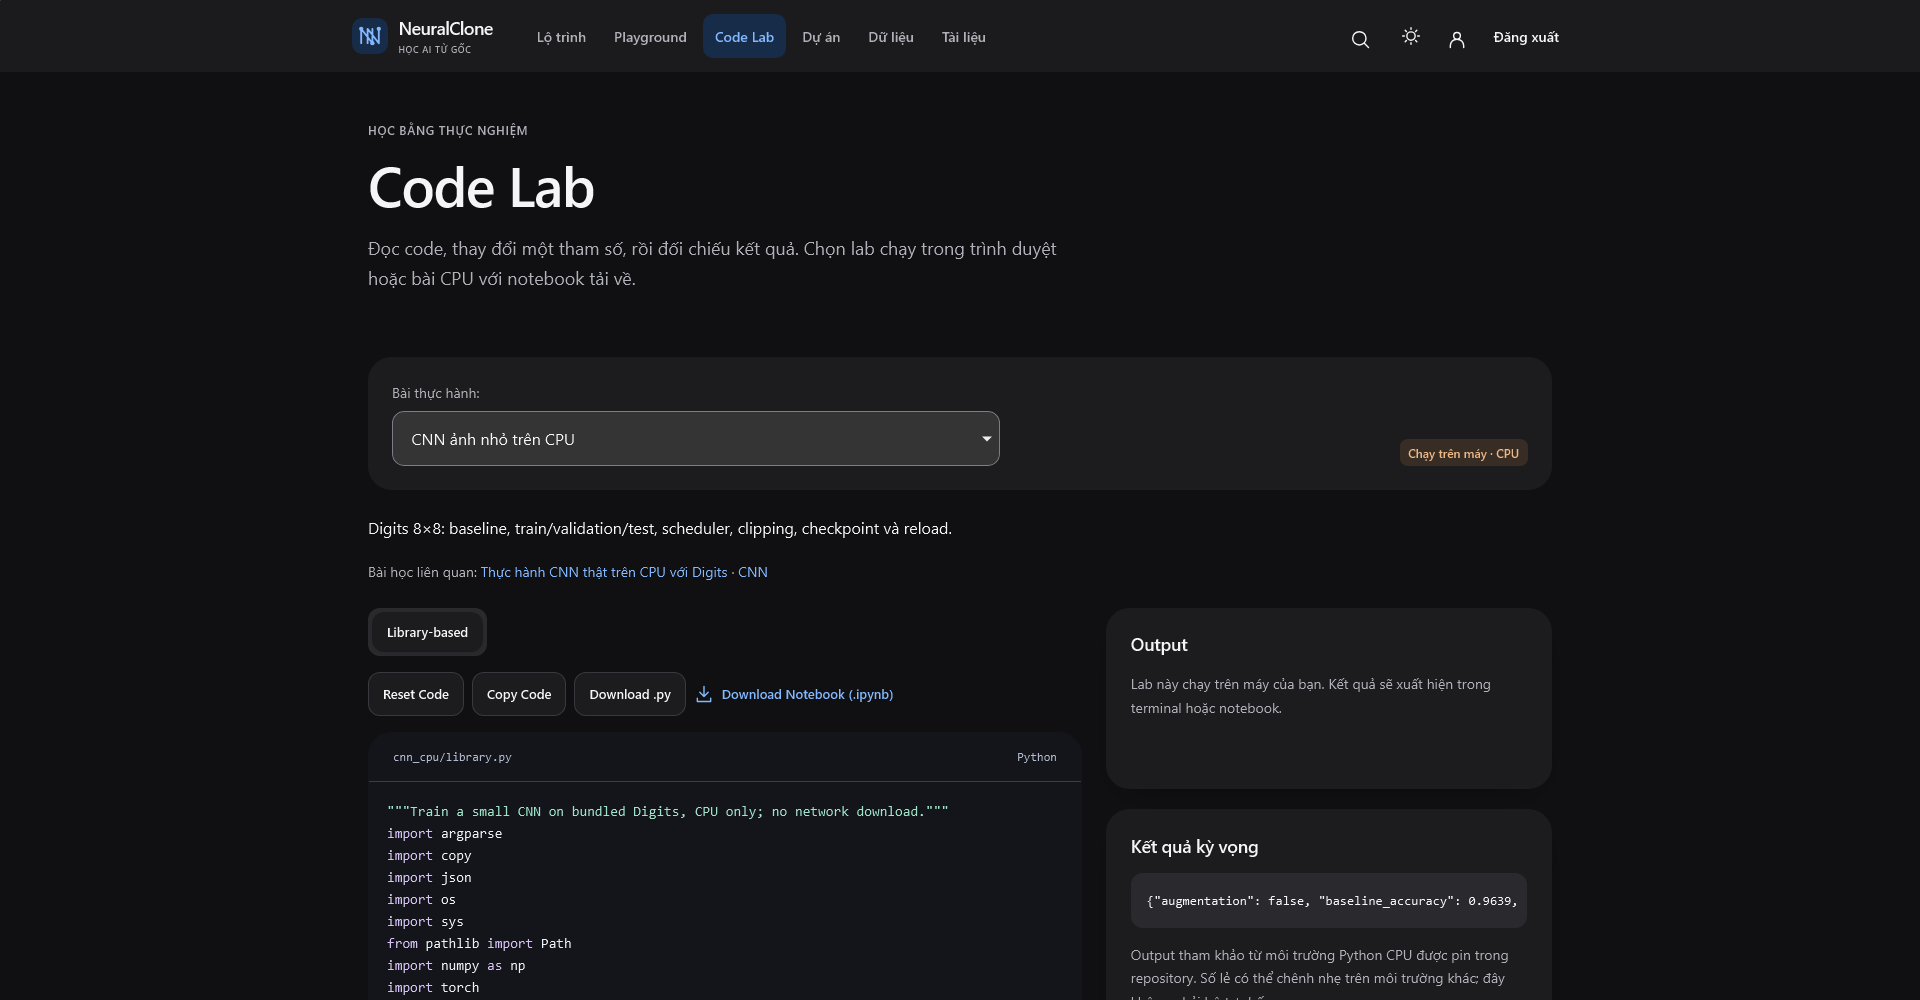 NeuralClone
HỌC AI TỪ GỐC
Lộ trình
Playground
Code Lab
Dự án
Dữ liệu
Tài liệu
Đăng xuất
HỌC BẰNG THỰC NGHIỆM
Code Lab
Đọc code, thay đổi một tham số, rồi đối chiếu kết quả. Chọn lab chạy trong trình duyệt
hoặc bài CPU với notebook tải về.
Bài thực hành:
CNN ảnh nhỏ trên CPU
Chạy trên máy · CPU
Digits 8×8: baseline, train/validation/test, scheduler, clipping, checkpoint và reload.
Bài học liên quan: Thực hành CNN thật trên CPU với Digits · CNN
Library-based
Reset Code
Copy Code
Download .py
Download Notebook (.ipynb)
cnn_cpu/library.py
Python
"""Train a small CNN on bundled Digits, CPU only; no network download."""
import argparse
import copy
import json
import os
import sys
from pathlib import Path
import numpy as np
import torch
Output
Lab này chạy trên máy của bạn. Kết quả sẽ xuất hiện trong
terminal hoặc notebook.
Kết quả kỳ vọng
{"augmentation": false, "baseline_accuracy": 0.9639,
Output tham khảo từ môi trường Python CPU được pin trong
repository. Số lẻ có thể chênh nhẹ trên môi trường khác; đây